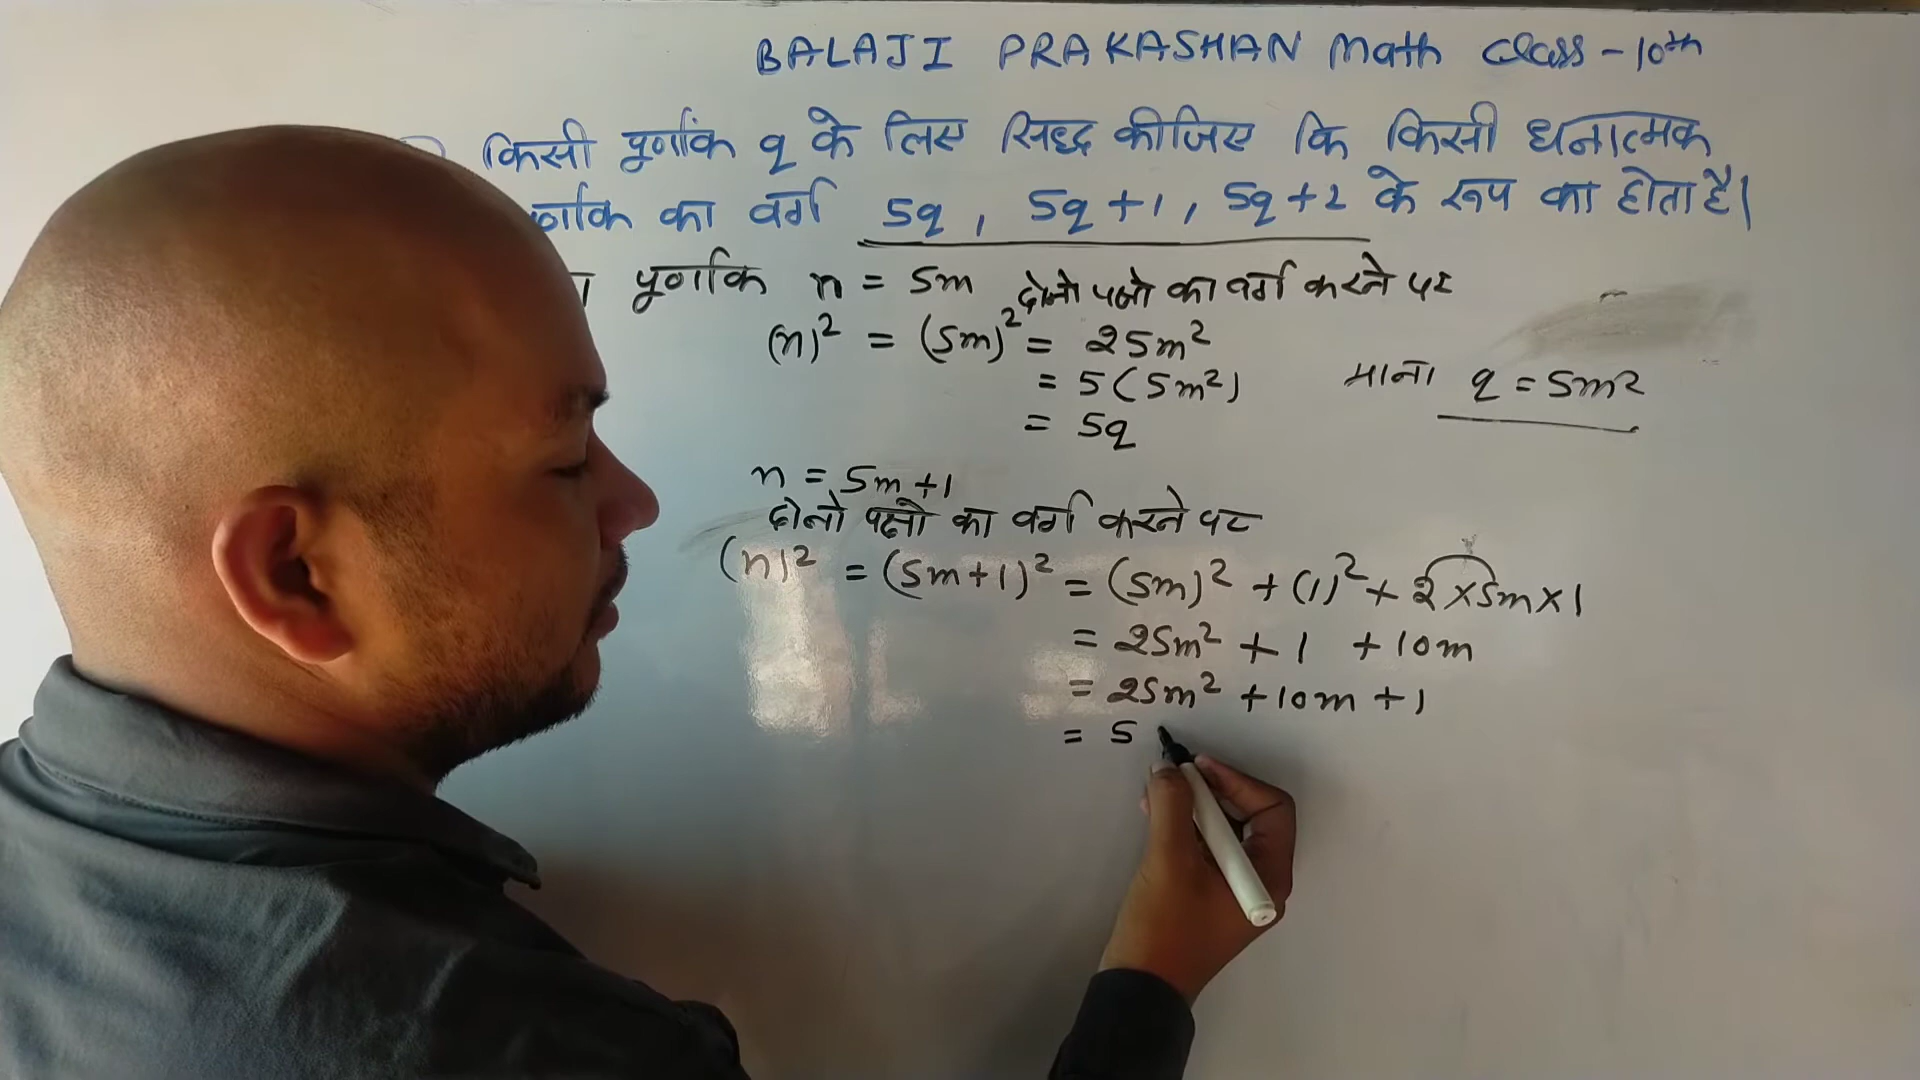 BALAJI PRAKASHAN Math Class-10th
किसी पूर्णांक q के लिए सिद्ध कीजिए कि किसी धनात्मक
का वर्ग 5q, 5q+1, 5q+2 के रूप का होता है।
पूर्णांक n = 5m दोनो पक्षो का वर्ग करने पर
(n)² = (5m)² = 25m²
= 5(5m²) माना q = 5m²
= 5q
n = 5m+1
दोनो पक्षो का वर्ग करने पर
(n)² = (5m+1)² = (5m)² + (1)² + 2×5m×1
= 25m² + 1 + 10m
= 25m² + 10m + 1
= 5